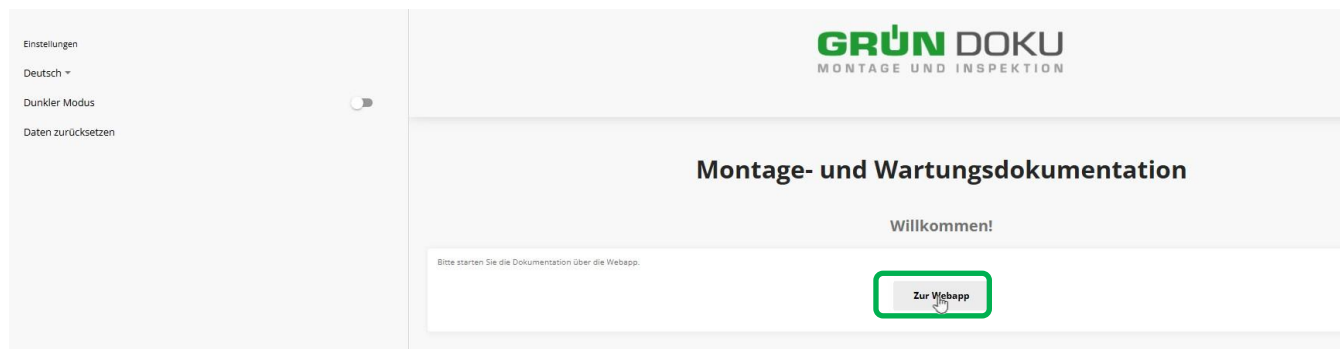 Einstellungen
Deutsch
Dunkler Modus
Daten zurücksetzen
GRÜN DOKU
MONTAGE UND INSPEKTION
Montage- und Wartungsdokumentation
Willkommen!
Bitte starten Sie die Dokumentation über die Webapp.
Zur Webapp